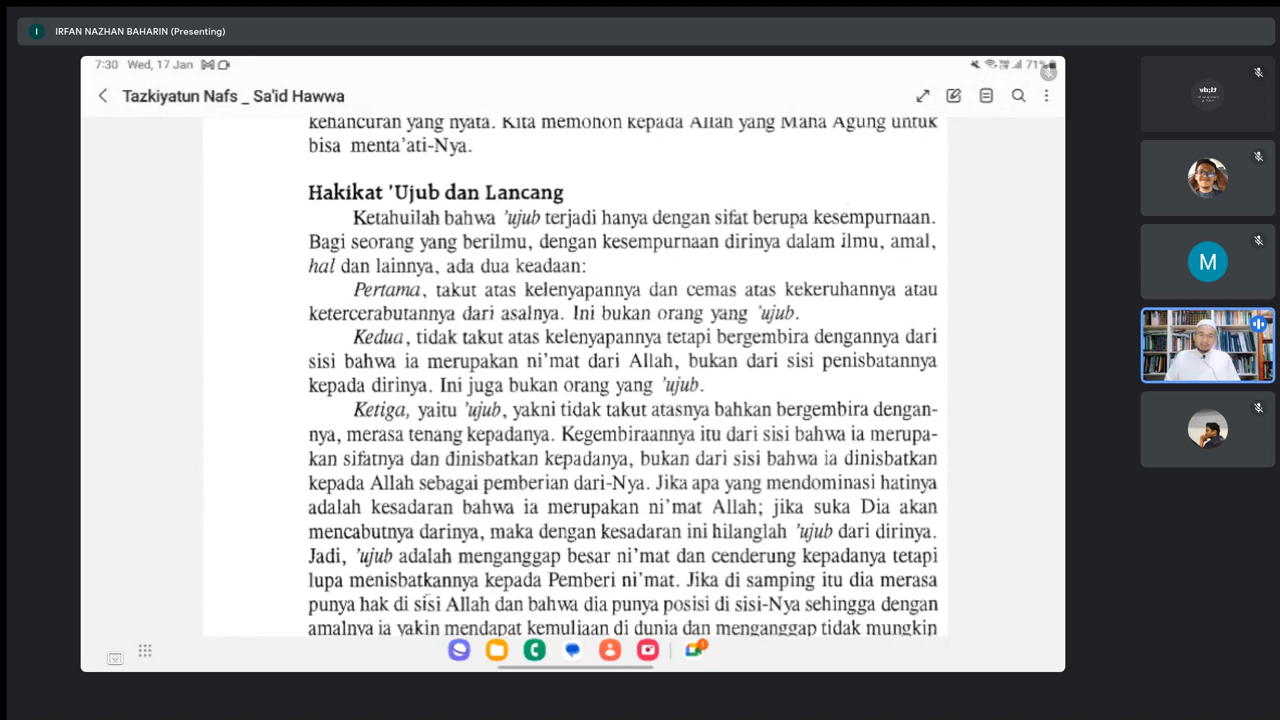 IRFAN NAZHAN BAHARIN (Presenting)
I
7:30 Wed, 17 Jan
71%
Tazkiyatun Nafs _ Sa'id Hawwa
kehancuran yang nyata. Kita memohon kepada Allah yang Maha Agung untuk
bisa menta'ati-Nya.
Hakikat 'Ujub dan Lancang
Ketahuilah bahwa 'ujub terjadi hanya dengan sifat berupa kesempurnaan.
Bagi seorang yang berilmu, dengan kesempurnaan dirinya dalam ilmu, amal,
hal dan lainnya, ada dua keadaan:
Pertama, takut atas kelenyapannya dan cemas atas kekeruhannya atau
ketercerabutannya dari asalnya. Ini bukan orang yang 'ujub.
Kedua, tidak takut atas kelenyapannya tetapi bergembira dengannya dari
sisi bahwa ia merupakan ni'mat dari Allah, bukan dari sisi penisbatannya
kepada dirinya. Ini juga bukan orang yang 'ujub.
Ketiga, yaitu 'ujub, yakni tidak takut atasnya bahkan bergembira dengan-
nya, merasa tenang kepadanya. Kegembiraannya itu dari sisi bahwa ia merupa-
kan sifatnya dan dinisbatkan kepadanya, bukan dari sisi bahwa ia dinisbatkan
kepada Allah sebagai pemberian dari-Nya. Jika apa yang mendominasi hatinya
adalah kesadaran bahwa ia merupakan ni'mat Allah; jika suka Dia akan
mencabutnya darinya, maka dengan kesadaran ini hilanglah 'ujub dari dirinya.
Jadi, 'ujub adalah menganggap besar ni'mat dan cenderung kepadanya tetapi
lupa menisbatkannya kepada Pemberi ni'mat. Jika di samping itu dia merasa
punya hak di sisi Allah dan bahwa dia punya posisi di sisi-Nya sehingga dengan
amalnya ia yakin mendapat kemuliaan di dunia dan menganggap tidak mungkin
M